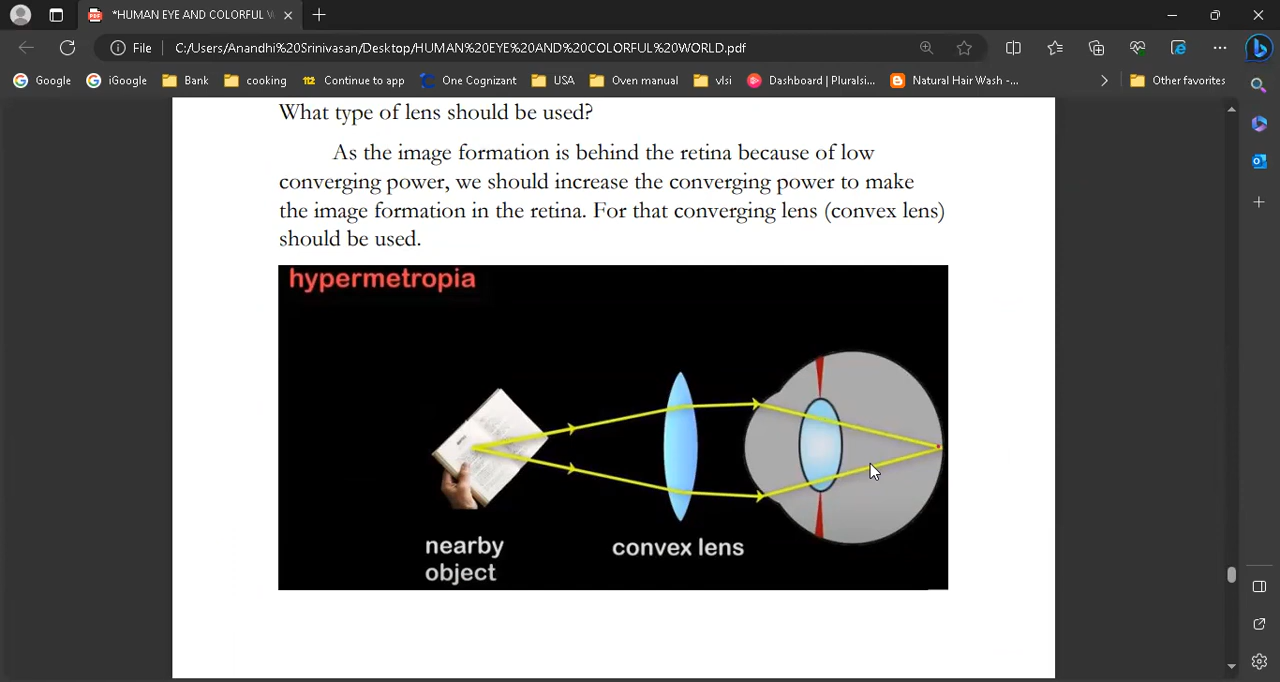 *HUMAN EYE AND COLORFUL W
File C:/Users/Anandhi%20Srinivasan/Desktop/HUMAN%20EYE%20AND%20COLORFUL%20WORLD.pdf
Google iGoogle Bank cooking Continue to app One Cognizant USA Oven manual vlsi Dashboard | Pluralsi... Natural Hair Wash -... Other favorites
What type of lens should be used?
As the image formation is behind the retina because of low
converging power, we should increase the converging power to make
the image formation in the retina. For that converging lens (convex lens)
should be used.
hypermetropia
nearby
object
convex lens